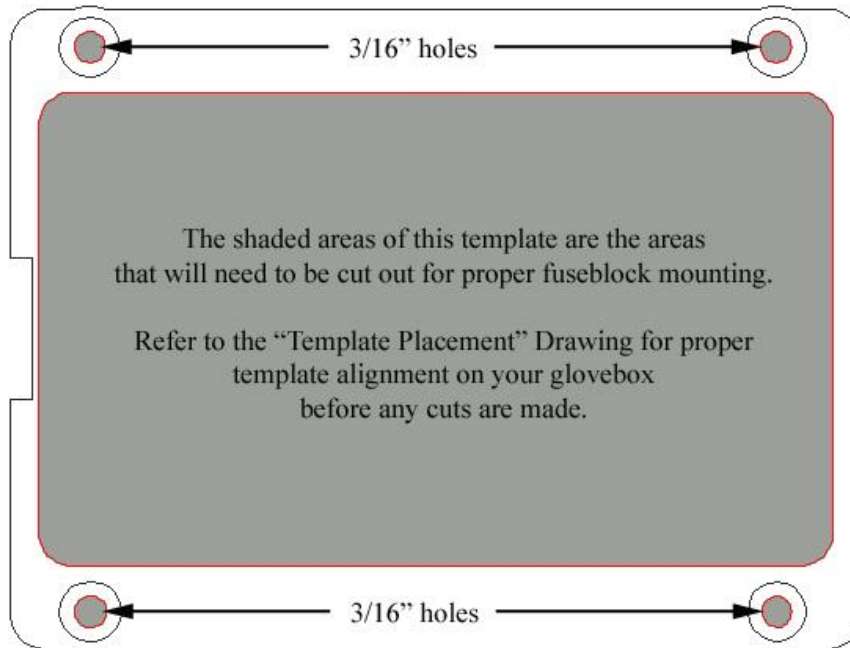 3/16” holes
The shaded areas of this template are the areas
that will need to be cut out for proper fuseblock mounting.
Refer to the “Template Placement” Drawing for proper
template alignment on your glovebox
before any cuts are made.
3/16” holes